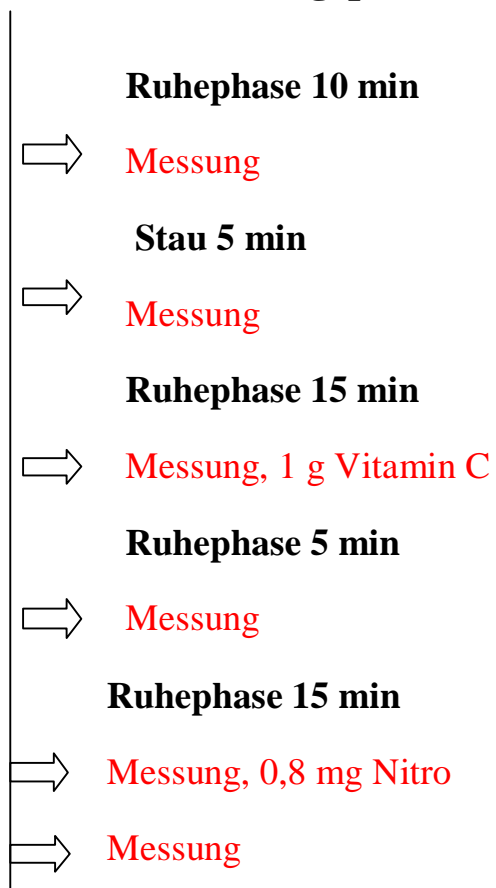 Ruhephase 10 min
Messung
Stau 5 min
Messung
Ruhephase 15 min
Messung, 1 g Vitamin C
Ruhephase 5 min
Messung
Ruhephase 15 min
Messung, 0,8 mg Nitro
Messung